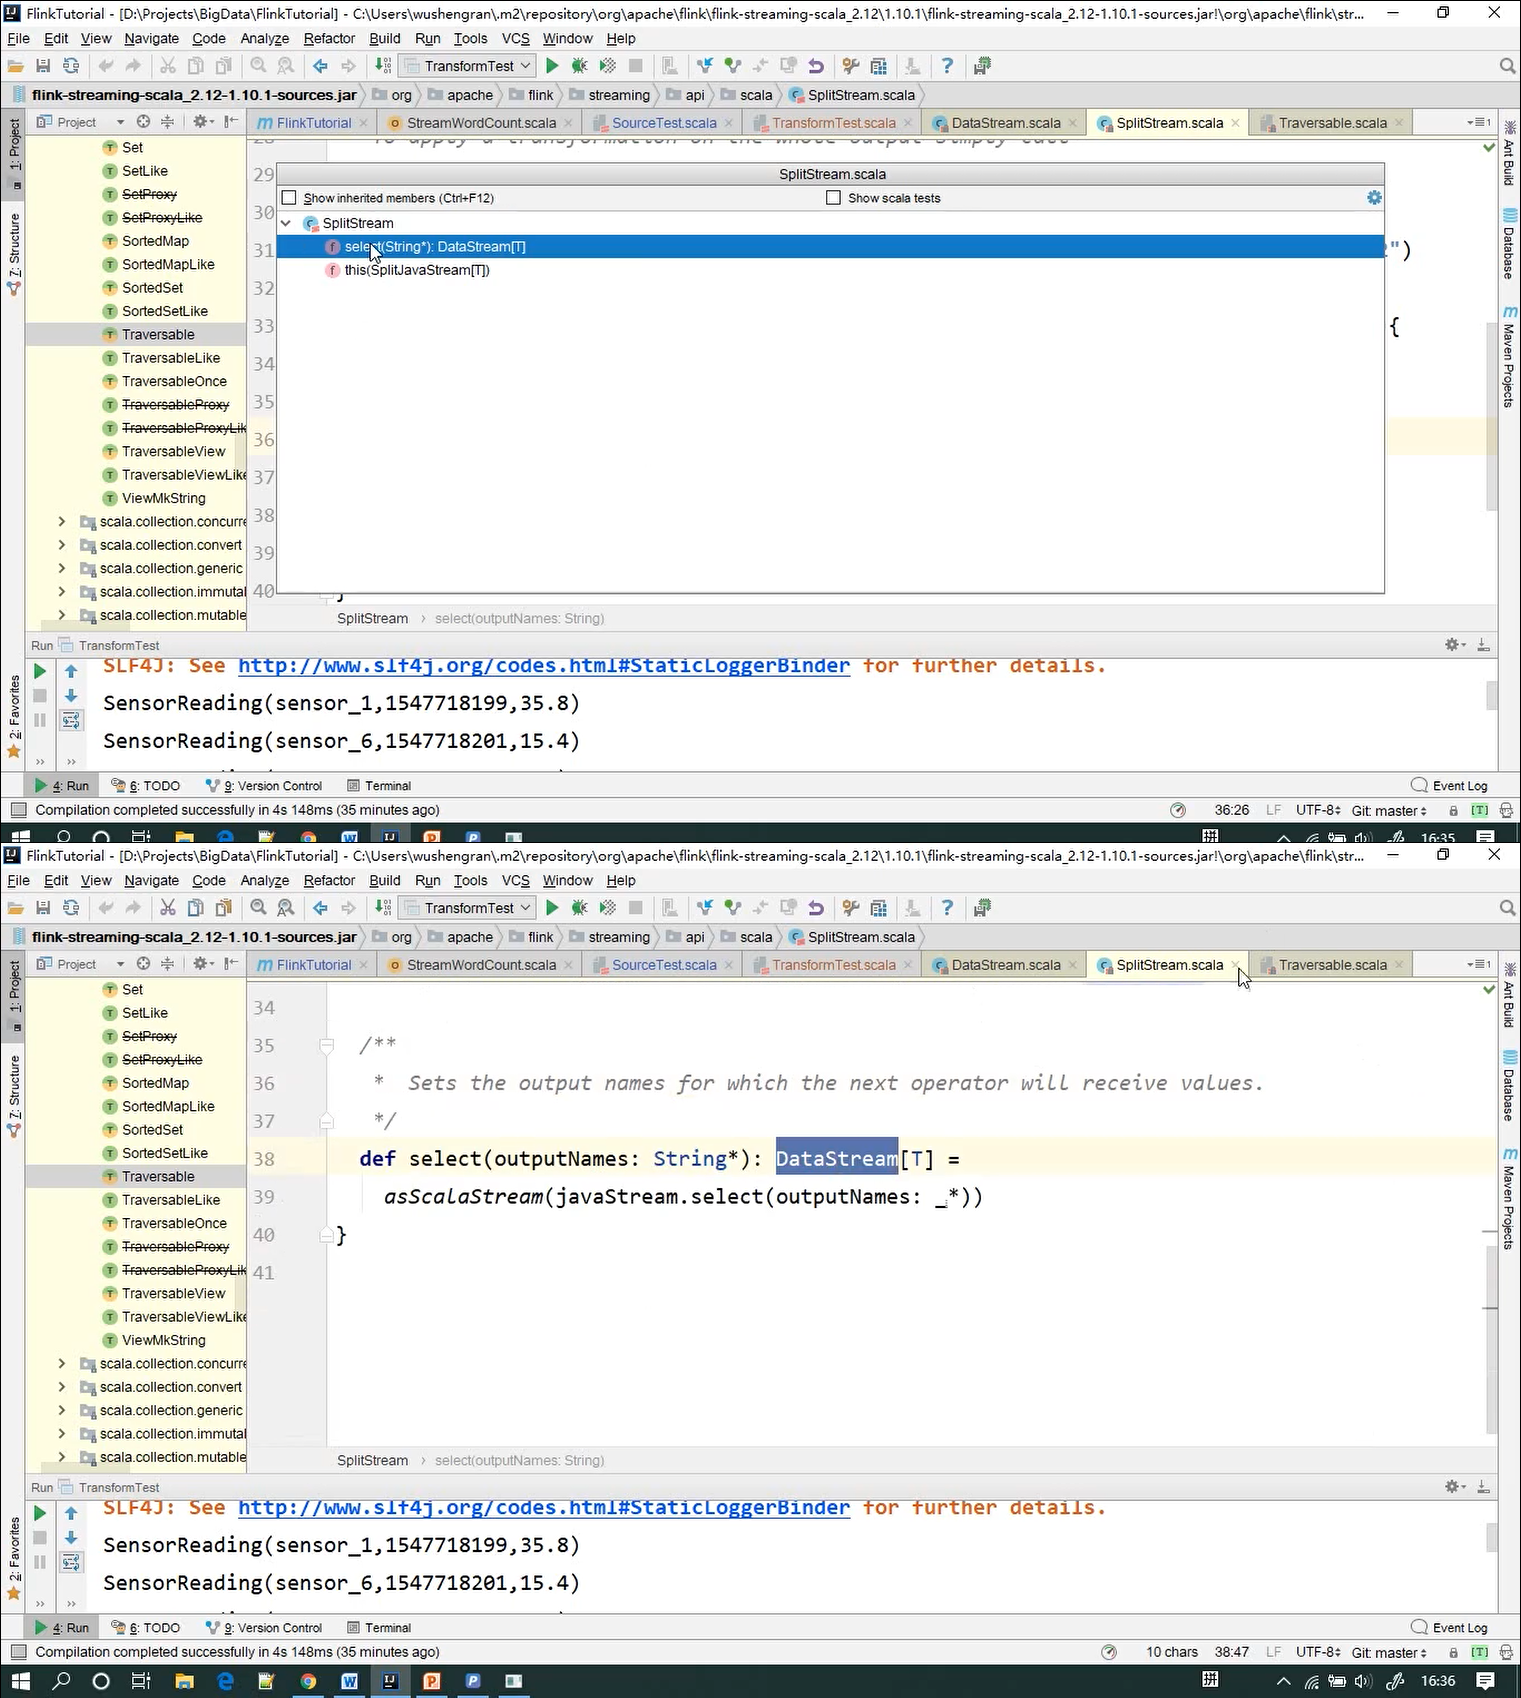 FlinkTutorial - [D:\Projects\BigData\FlinkTutorial] - C:\Users\wushengran\.m2\repository\org\apache\flink\flink-streaming-scala_2.12\1.10.1\flink-streaming-scala_2.12-1.10.1-sources.jar!\org\apache\flink\str...
File Edit View Navigate Code Analyze Refactor Build Run Tools VCS Window Help
TransformTest
flink-streaming-scala_2.12-1.10.1-sources.jar org apache flink streaming api scala SplitStream.scala
Project FlinkTutorial StreamWordCount.scala SourceTest.scala TransformTest.scala DataStream.scala SplitStream.scala Traversable.scala
1: Project
7: Structure
2: Favorites
Ant Build
Database
Maven Projects
Set
SetLike
SetProxy
SetProxyLike
SortedMap
SortedMapLike
SortedSet
SortedSetLike
Traversable
TraversableLike
TraversableOnce
TraversableProxy
TraversableProxyLik
TraversableView
TraversableViewLike
ViewMkString
scala.collection.concurre
scala.collection.convert
scala.collection.generic
scala.collection.immutal
scala.collection.mutable
28 * To apply a transformation on the whole output simply call
29
30
31 ")
32
33 {
34
35
36
37
38
39
40 }
SplitStream.scala
Show inherited members (Ctrl+F12) Show scala tests
SplitStream
select(String*): DataStream[T]
this(SplitJavaStream[T])
SplitStream › select(outputNames: String)
Run TransformTest
SLF4J: See http://www.slf4j.org/codes.html#StaticLoggerBinder for further details.
SensorReading(sensor_1,1547718199,35.8)
SensorReading(sensor_6,1547718201,15.4)
4: Run 6: TODO 9: Version Control Terminal Event Log
Compilation completed successfully in 4s 148ms (35 minutes ago) 36:26 LF UTF-8 Git: master
拼 16:35
FlinkTutorial - [D:\Projects\BigData\FlinkTutorial] - C:\Users\wushengran\.m2\repository\org\apache\flink\flink-streaming-scala_2.12\1.10.1\flink-streaming-scala_2.12-1.10.1-sources.jar!\org\apache\flink\str...
File Edit View Navigate Code Analyze Refactor Build Run Tools VCS Window Help
TransformTest
flink-streaming-scala_2.12-1.10.1-sources.jar org apache flink streaming api scala SplitStream.scala
Project FlinkTutorial StreamWordCount.scala SourceTest.scala TransformTest.scala DataStream.scala SplitStream.scala Traversable.scala
1: Project
7: Structure
2: Favorites
Ant Build
Database
Maven Projects
Set
SetLike
SetProxy
SetProxyLike
SortedMap
SortedMapLike
SortedSet
SortedSetLike
Traversable
TraversableLike
TraversableOnce
TraversableProxy
TraversableProxyLik
TraversableView
TraversableViewLike
ViewMkString
scala.collection.concurre
scala.collection.convert
scala.collection.generic
scala.collection.immutal
scala.collection.mutable
34
35 /**
36 * Sets the output names for which the next operator will receive values.
37 */
38 def select(outputNames: String*): DataStream[T] =
39 asScalaStream(javaStream.select(outputNames: _*))
40 }
41
SplitStream › select(outputNames: String)
Run TransformTest
SLF4J: See http://www.slf4j.org/codes.html#StaticLoggerBinder for further details.
SensorReading(sensor_1,1547718199,35.8)
SensorReading(sensor_6,1547718201,15.4)
4: Run 6: TODO 9: Version Control Terminal Event Log
Compilation completed successfully in 4s 148ms (35 minutes ago) 10 chars 38:47 LF UTF-8 Git: master
拼 16:36